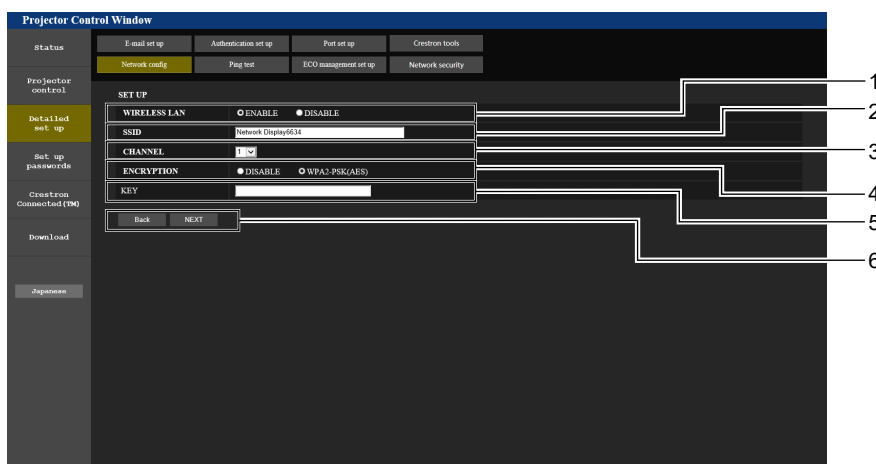 Projector Control Window
Status
E-mail set up
Authentication set up
Port set up
Crestron tools
Network config
Ping test
ECO management set up
Network security
Projector
control
Detailed
set up
Set up
passwords
Crestron
Connected(TM)
Download
Japanese
SET UP
WIRELESS LAN ENABLE DISABLE
SSID Network Display6634
CHANNEL 1
ENCRYPTION DISABLE WPA2-PSK(AES)
KEY
Back NEXT
1
2
3
4
5
6